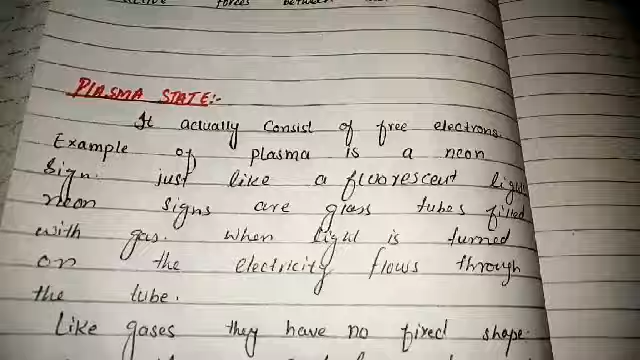 forces between
PLASMA STATE:-
It actually consist of free electrons.
Example of plasma is a neon
sign. just like a fluorescent light
neon signs are glass tubes filled
with gas. when light is turned
on the electricity flows through
the tube.
Like gases they have no fixed shape.